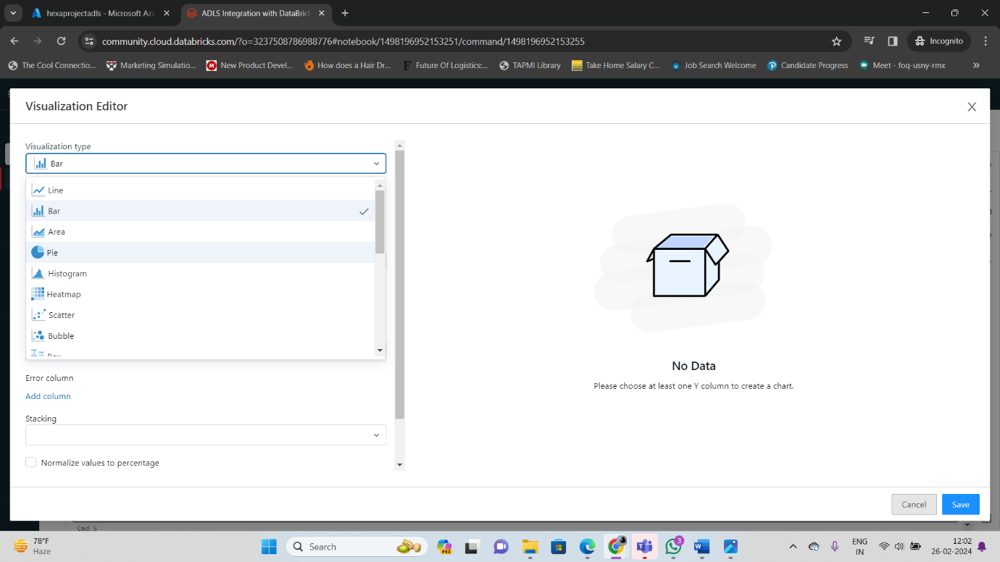 hexaprojectadls - Microsoft Azu
ADLS Integration with DataBric
community.cloud.databricks.com/?o=3237508786988776#notebook/1498196952153251/command/1498196952153255
Incognito
The Cool Connectio...
Marketing Simulatio...
New Product Devel...
How does a Hair Dr...
Future Of Logistics:...
TAPMI Library
Take Home Salary C...
Job Search Welcome
Candidate Progress
Meet - foq-usny-rmx
Visualization Editor
Visualization type
Bar
Line
Bar
Area
Pie
Histogram
Heatmap
Scatter
Bubble
Error column
Add column
Stacking
Normalize values to percentage
No Data
Please choose at least one Y column to create a chart.
Cancel
Save
Cmd 5
78°F
Haze
Search
PRE
3
ENG
IN
12:02
26-02-2024